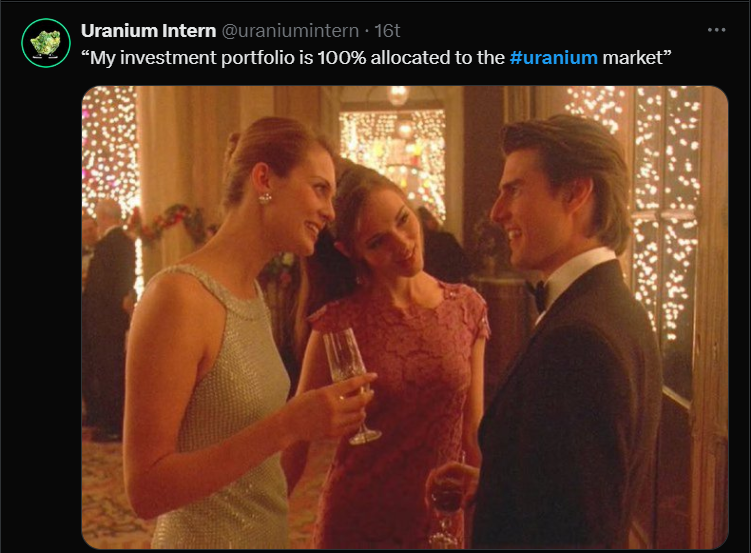 Uranium Intern @uraniumintern · 16t
“My investment portfolio is 100% allocated to the #uranium market”